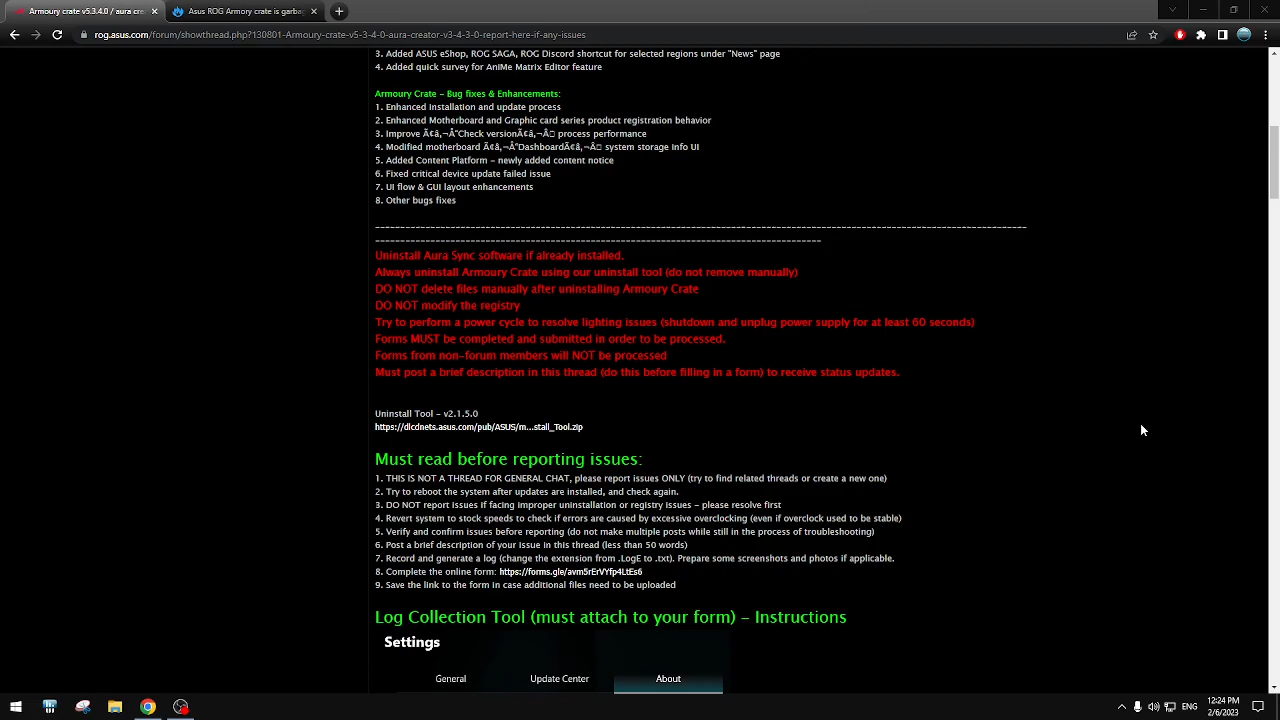 Armoury crate v5.3.4.0 / aura cre
Asus ROG Armory crate is garbag
rog.asus.com/forum/showthread.php?130801-Armoury-crate-v5-3-4-0-aura-creator-v3-4-3-0-report-here-if-any-issues
3. Added ASUS eShop, ROG SAGA, ROG Discord shortcut for selected regions under "News" page
4. Added quick survey for AniMe Matrix Editor feature
Armoury Crate - Bug fixes & Enhancements:
1. Enhanced Installation and update process
2. Enhanced Motherboard and Graphic card series product registration behavior
3. Improve Ã¢â‚¬Å"Check versionÃ¢â‚¬Â process performance
4. Modified motherboard Ã¢â‚¬Å"DashboardÃ¢â‚¬Â system storage info UI
5. Added Content Platform - newly added content notice
6. Fixed critical device update failed issue
7. UI flow & GUI layout enhancements
8. Other bugs fixes
Uninstall Aura Sync software if already installed.
Always uninstall Armoury Crate using our uninstall tool (do not remove manually)
DO NOT delete files manually after uninstalling Armoury Crate
DO NOT modify the registry
Try to perform a power cycle to resolve lighting issues (shutdown and unplug power supply for at least 60 seconds)
Forms MUST be completed and submitted in order to be processed.
Forms from non-forum members will NOT be processed
Must post a brief description in this thread (do this before filling in a form) to receive status updates.
Uninstall Tool - v2.1.5.0
https://dlcdnets.asus.com/pub/ASUS/m...stall_Tool.zip
Must read before reporting issues:
1. THIS IS NOT A THREAD FOR GENERAL CHAT, please report issues ONLY (try to find related threads or create a new one)
2. Try to reboot the system after updates are installed, and check again.
3. DO NOT report issues if facing improper uninstallation or registry issues - please resolve first
4. Revert system to stock speeds to check if errors are caused by excessive overclocking (even if overclock used to be stable)
5. Verify and confirm issues before reporting (do not make multiple posts while still in the process of troubleshooting)
6. Post a brief description of your issue in this thread (less than 50 words)
7. Record and generate a log (change the extension from .LogE to .txt). Prepare some screenshots and photos if applicable.
8. Complete the online form: https://forms.gle/avm5rErVYfp4LtEs6
9. Save the link to the form in case additional files need to be uploaded
Log Collection Tool (must attach to your form) - Instructions
Settings
General Update Center About
ENG
12:24 PM
2/6/2023